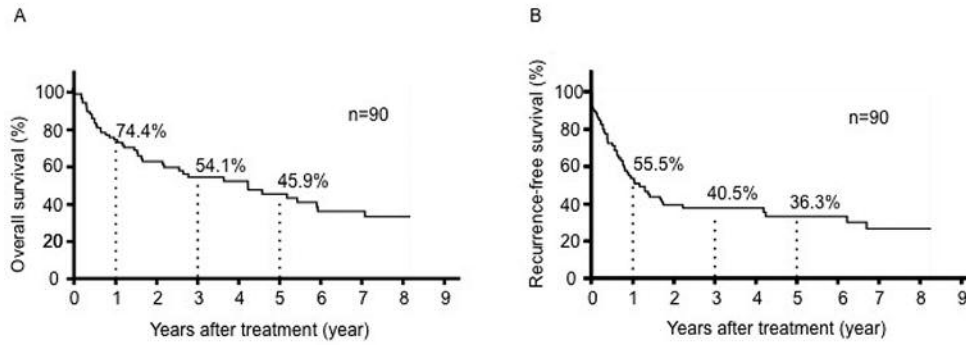 A
Overall survival (%)
100
80
60
40
20
0
74.4%
54.1%
45.9%
n=90
0 1 2 3 4 5 6 7 8 9
Years after treatment (year)
B
Recurrence-free survival (%)
100
80
60
40
20
0
55.5%
40.5%
36.3%
n=90
0 1 2 3 4 5 6 7 8 9
Years after treatment (year)